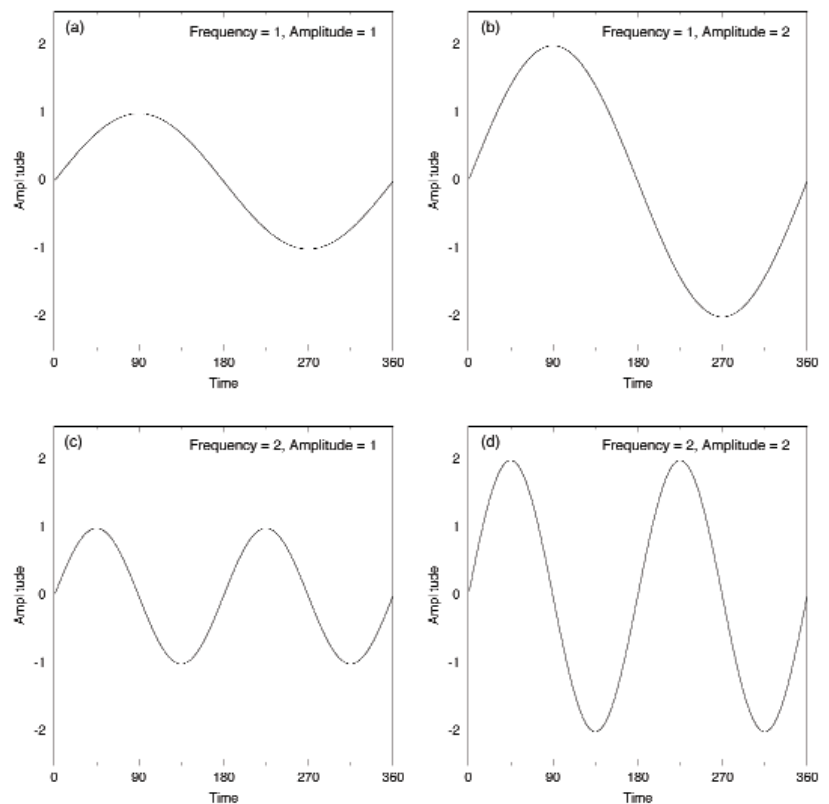 (a)
Frequency = 1, Amplitude = 1
2
1
0
-1
-2
Amplitude
0 90 180 270 360
Time
(b)
Frequency = 1, Amplitude = 2
2
1
0
-1
-2
Amplitude
0 90 180 270 360
Time
(c)
Frequency = 2, Amplitude = 1
2
1
0
-1
-2
Amplitude
0 90 180 270 360
Time
(d)
Frequency = 2, Amplitude = 2
2
1
0
-1
-2
Amplitude
0 90 180 270 360
Time